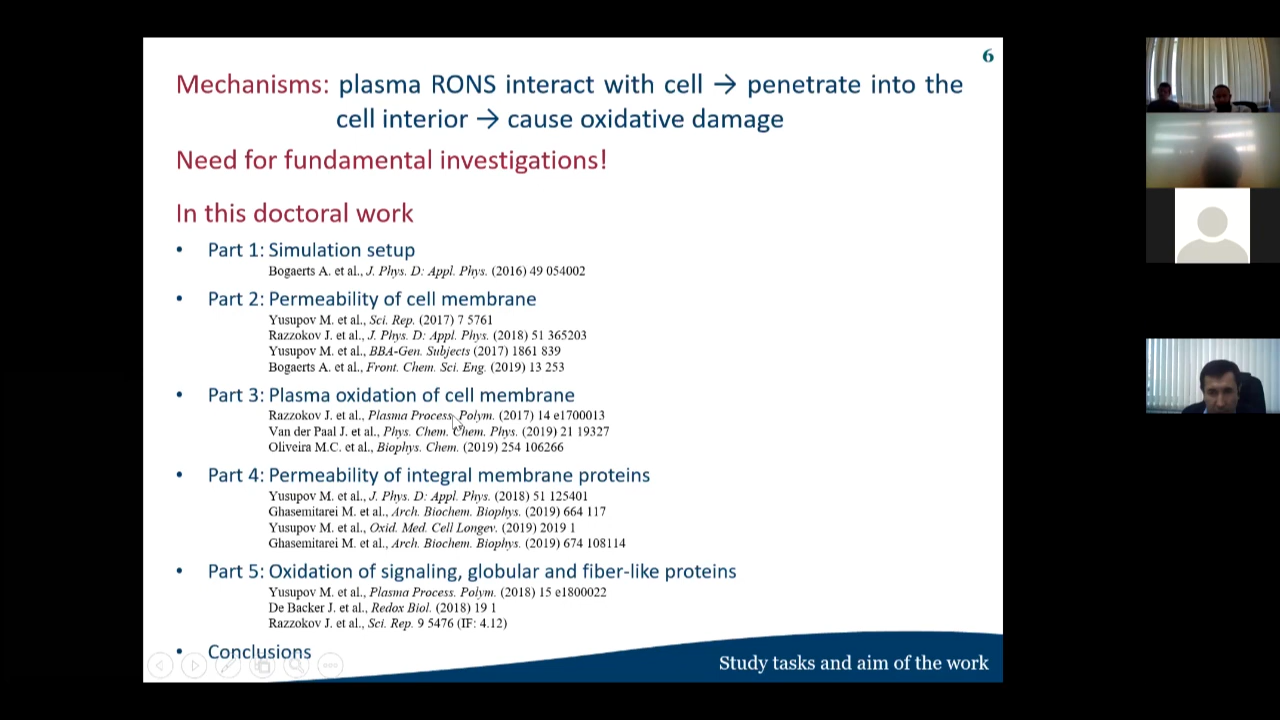 6
Mechanisms: plasma RONS interact with cell → penetrate into the
cell interior → cause oxidative damage
Need for fundamental investigations!
In this doctoral work
• Part 1: Simulation setup
Bogaerts A. et al., J. Phys. D: Appl. Phys. (2016) 49 054002
• Part 2: Permeability of cell membrane
Yusupov M. et al., Sci. Rep. (2017) 7 5761
Razzokov J. et al., J. Phys. D: Appl. Phys. (2018) 51 365203
Yusupov M. et al., BBA-Gen. Subjects (2017) 1861 839
Bogaerts A. et al., Front. Chem. Sci. Eng. (2019) 13 253
• Part 3: Plasma oxidation of cell membrane
Razzokov J. et al., Plasma Process. Polym. (2017) 14 e1700013
Van der Paal J. et al., Phys. Chem. Chem. Phys. (2019) 21 19327
Oliveira M.C. et al., Biophys. Chem. (2019) 254 106266
• Part 4: Permeability of integral membrane proteins
Yusupov M. et al., J. Phys. D: Appl. Phys. (2018) 51 125401
Ghasemitarei M. et al., Arch. Biochem. Biophys. (2019) 664 117
Yusupov M. et al., Oxid. Med. Cell Longev. (2019) 2019 1
Ghasemitarei M. et al., Arch. Biochem. Biophys. (2019) 674 108114
• Part 5: Oxidation of signaling, globular and fiber-like proteins
Yusupov M. et al., Plasma Process. Polym. (2018) 15 e1800022
De Backer J. et al., Redox Biol. (2018) 19 1
Razzokov J. et al., Sci. Rep. 9 5476 (IF: 4.12)
• Conclusions
Study tasks and aim of the work